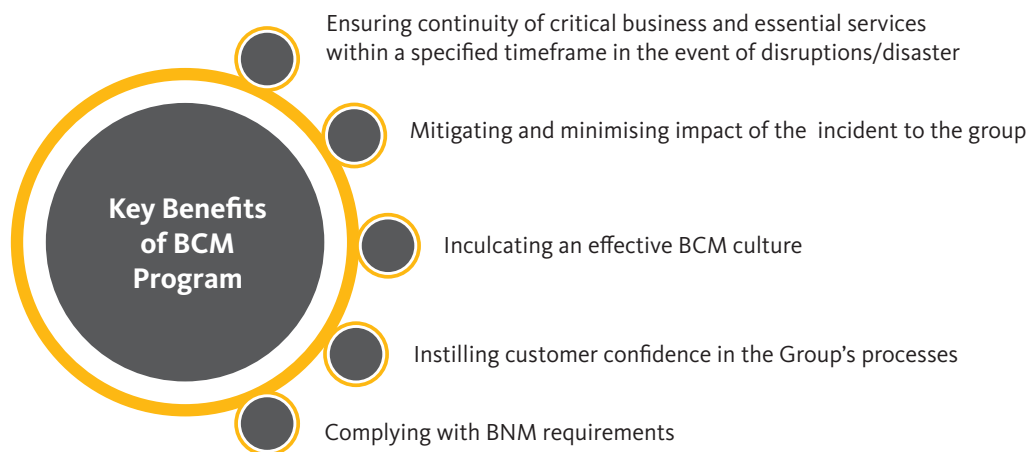 Key Benefits
of BCM
Program
Ensuring continuity of critical business and essential services
within a specified timeframe in the event of disruptions/disaster
Mitigating and minimising impact of the incident to the group
Inculcating an effective BCM culture
Instilling customer confidence in the Group’s processes
Complying with BNM requirements